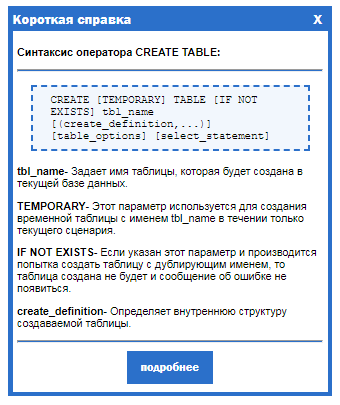 Короткая справка X
Синтаксис оператора CREATE TABLE:
CREATE [TEMPORARY] TABLE [IF NOT
EXISTS] tbl_name
[(create_definition,...)]
[table_options] [select_statement]
tbl_name- Задает имя таблицы, которая будет создана в
текущей базе данных.
TEMPORARY- Этот параметр используется для создания
временной таблицы с именем tbl_name в течении только
текущего сценария.
IF NOT EXISTS- Если указан этот параметр и производится
попытка создать таблицу с дублирующим именем, то
таблица создана не будет и сообщение об ошибке не
появиться.
create_definition- Определяет внутреннюю структуру
создаваемой таблицы.
подробнее